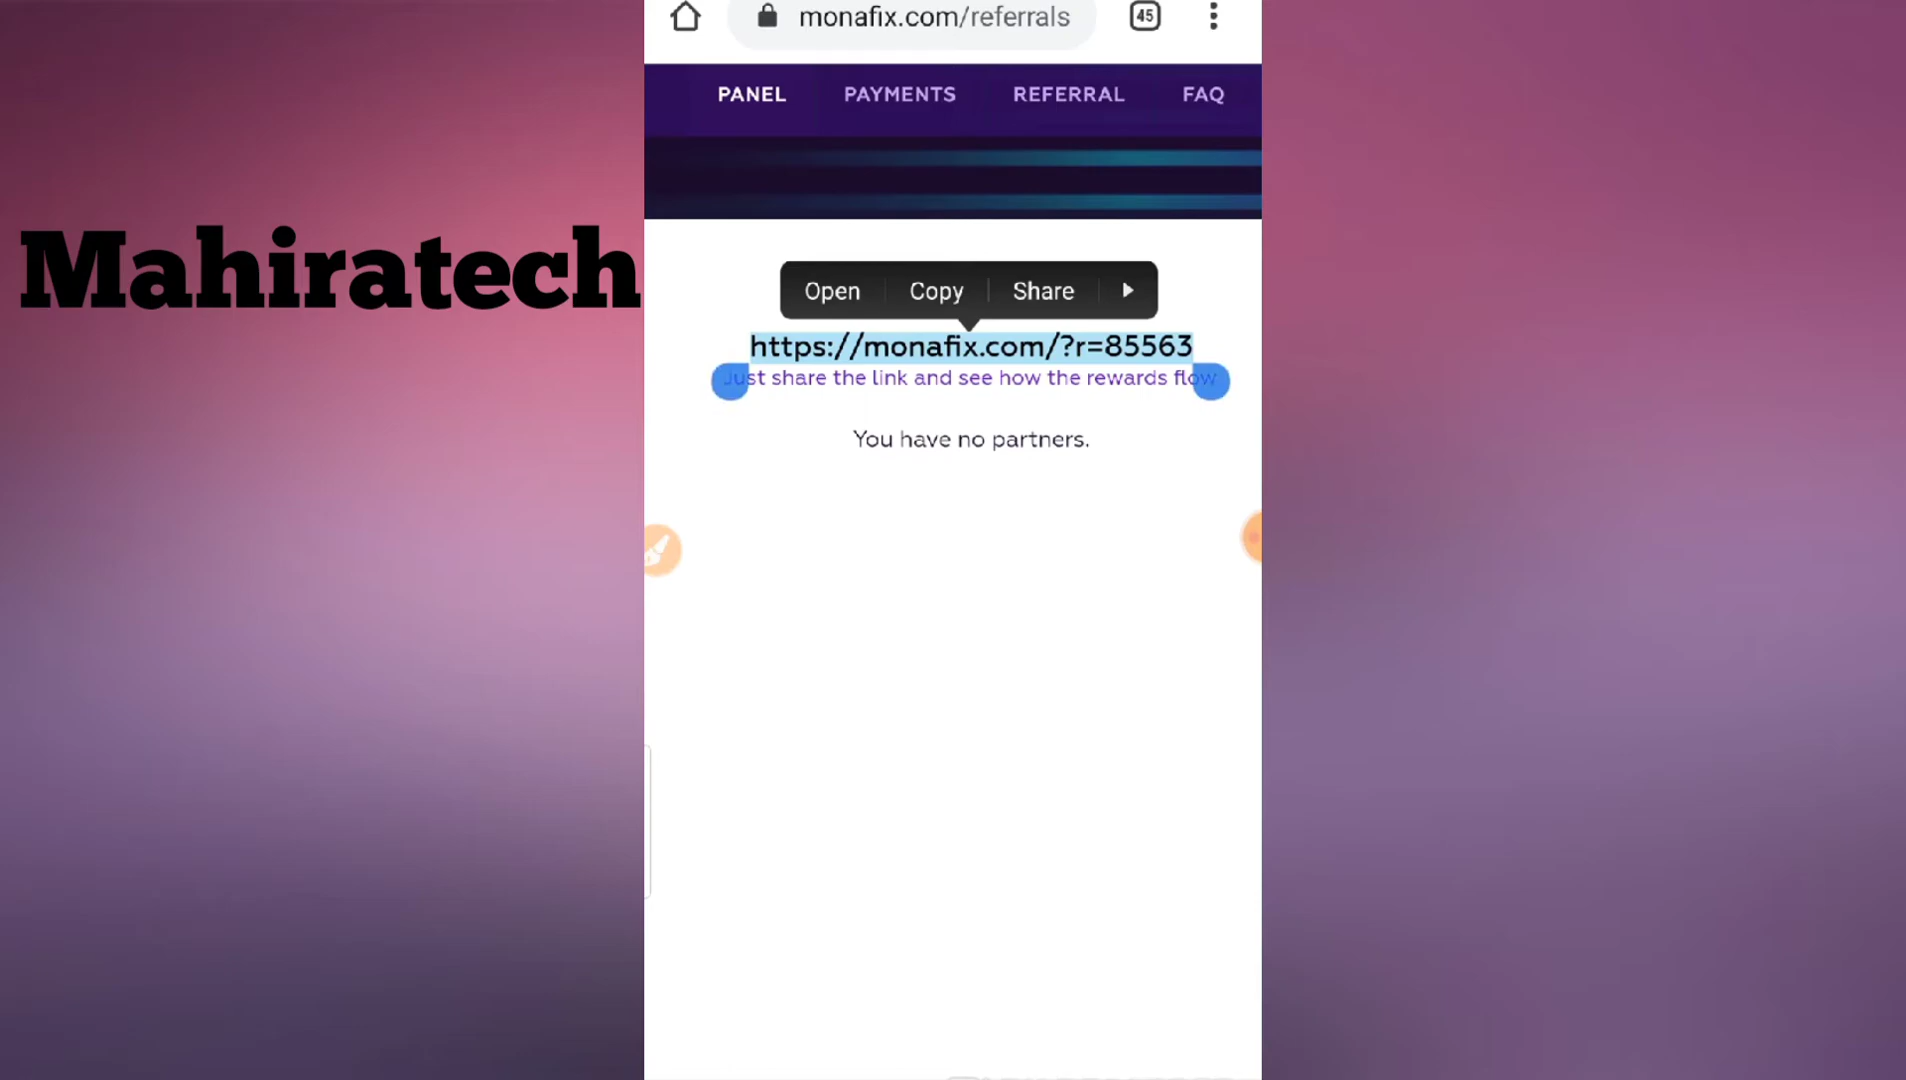 monafix.com/referrals
45
PANEL PAYMENTS REFERRAL FAQ
Mahiratech
Open Copy Share
https://monafix.com/?r=85563
Just share the link and see how the rewards flow
You have no partners.